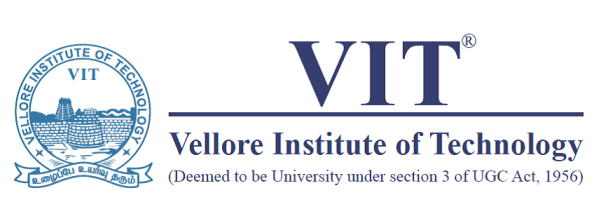 VELLORE INSTITUTE OF TECHNOLOGY
VIT
உழைப்பே உயர்வு தரும்
VIT®
Vellore Institute of Technology
(Deemed to be University under section 3 of UGC Act, 1956)